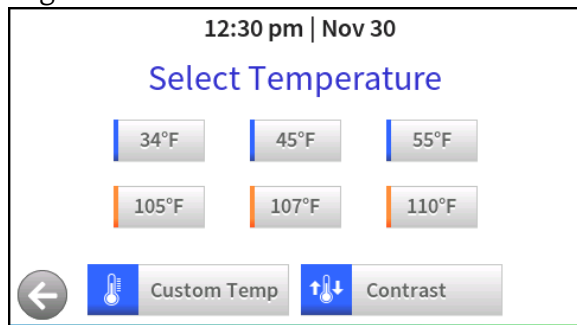 12:30 pm | Nov 30
Select Temperature
34°F 45°F 55°F
105°F 107°F 110°F
Custom Temp Contrast